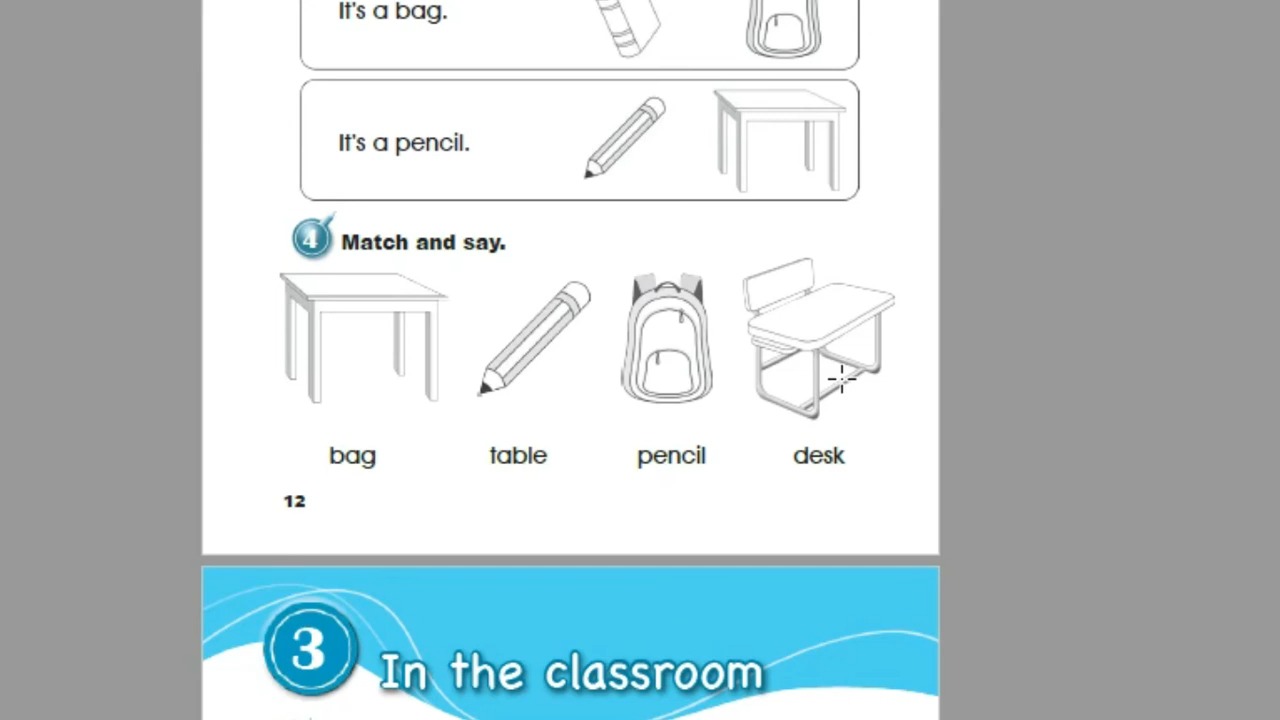 It's a bag.
It's a pencil.
4 Match and say.
bag table pencil desk
12
3 In the classroom